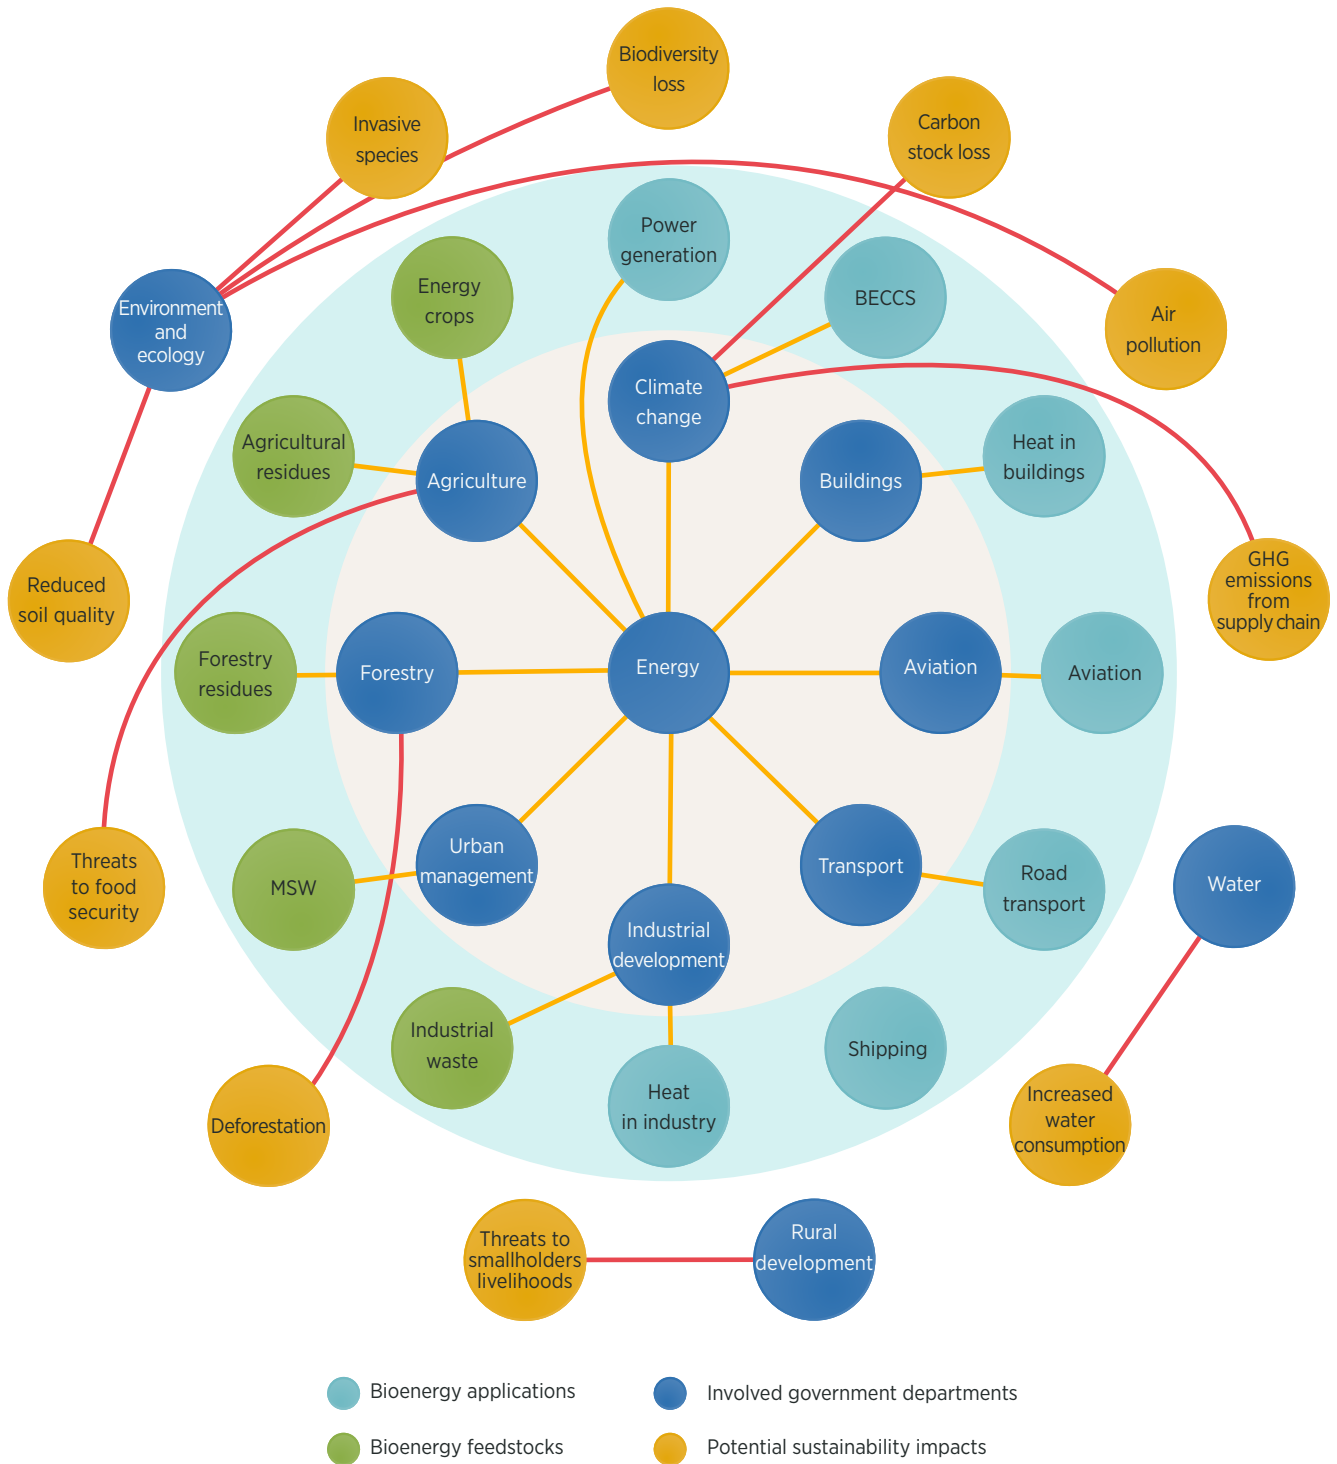 Biodiversity
loss
Invasive
species
Carbon
stock loss
Power
generation
Energy
crops
BECCS
Environment
and
ecology
Air
pollution
Climate
change
Agricultural
residues
Heat in
buildings
Agriculture
Buildings
Reduced
soil quality
GHG
emissions
from
supply chain
Forestry
residues
Forestry
Energy
Aviation
Aviation
Threats
to food
security
MSW
Urban
management
Transport
Road
transport
Water
Industrial
development
Industrial
waste
Shipping
Heat
in industry
Deforestation
Increased
water
consumption
Threats to
smallholders
livelihoods
Rural
development
Bioenergy applications
Involved government departments
Bioenergy feedstocks
Potential sustainability impacts